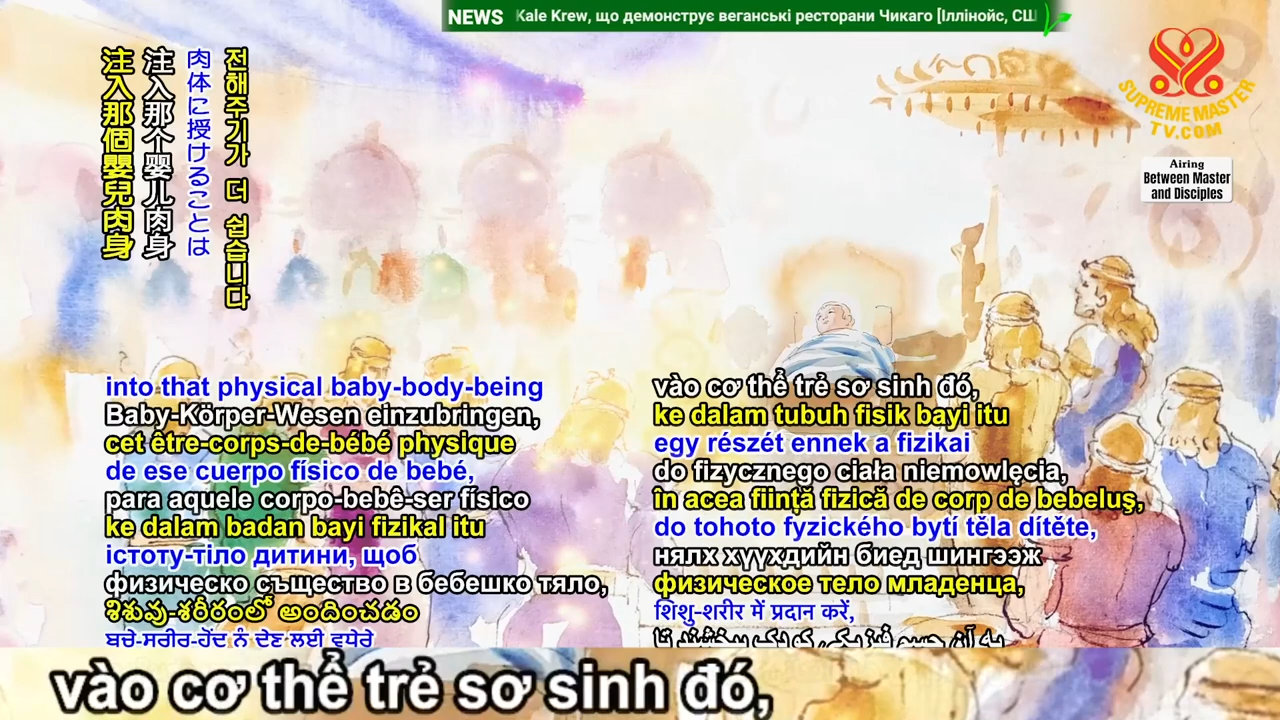 NEWS Kale Krew, що демонструє веганські ресторани Чикаго [Іллінойс, СШ
SUPREME MASTER
TV.COM
Airing
Between Master
and Disciples
注入那個嬰兒肉身
注入那个婴儿肉身
肉体に授けることは
전해주기가 더 쉽습니다
into that physical baby-body-being
Baby-Körper-Wesen einzubringen,
cet être-corps-de-bébé physique
de ese cuerpo físico de bebé,
para aquele corpo-bebê-ser físico
ke dalam badan bayi fizikal itu
істоту-тіло дитини, щоб
физическо същество в бебешко тяло,
శిశువు-శరీరంలో అందించడం
ਬਚੇ-ਸਰੀਰ-ਹੋਂਦ ਨੂੰ ਦੇਣ ਲਈ ਵਧੇਰੇ
vào cơ thể trẻ sơ sinh đó,
ke dalam tubuh fisik bayi itu
egy részét ennek a fizikai
do fizycznego ciała niemowlęcia,
în acea ființă fizică de corp de bebeluș,
do tohoto fyzického bytí těla dítěte,
нялх хүүхдийн биед шингээж
физическое тело младенца,
शिशु-शरीर में प्रदान करें,
vào cơ thể trẻ sơ sinh đó,